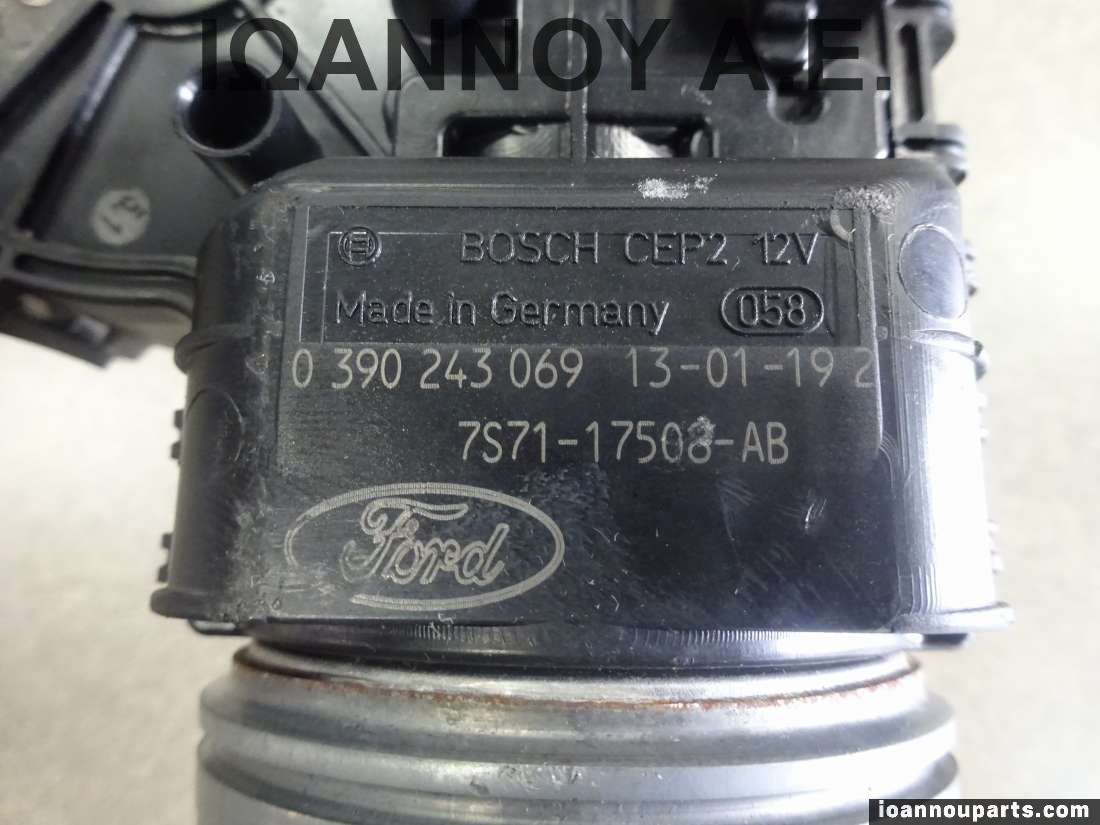 ΙΩΑΝΝΟΥ Α.Ε.
BOSCH CEP2 12V
Made in Germany 058
0 390 243 069 13-01-19 2
7S71-17508-AB
Ford
ioannouparts.com